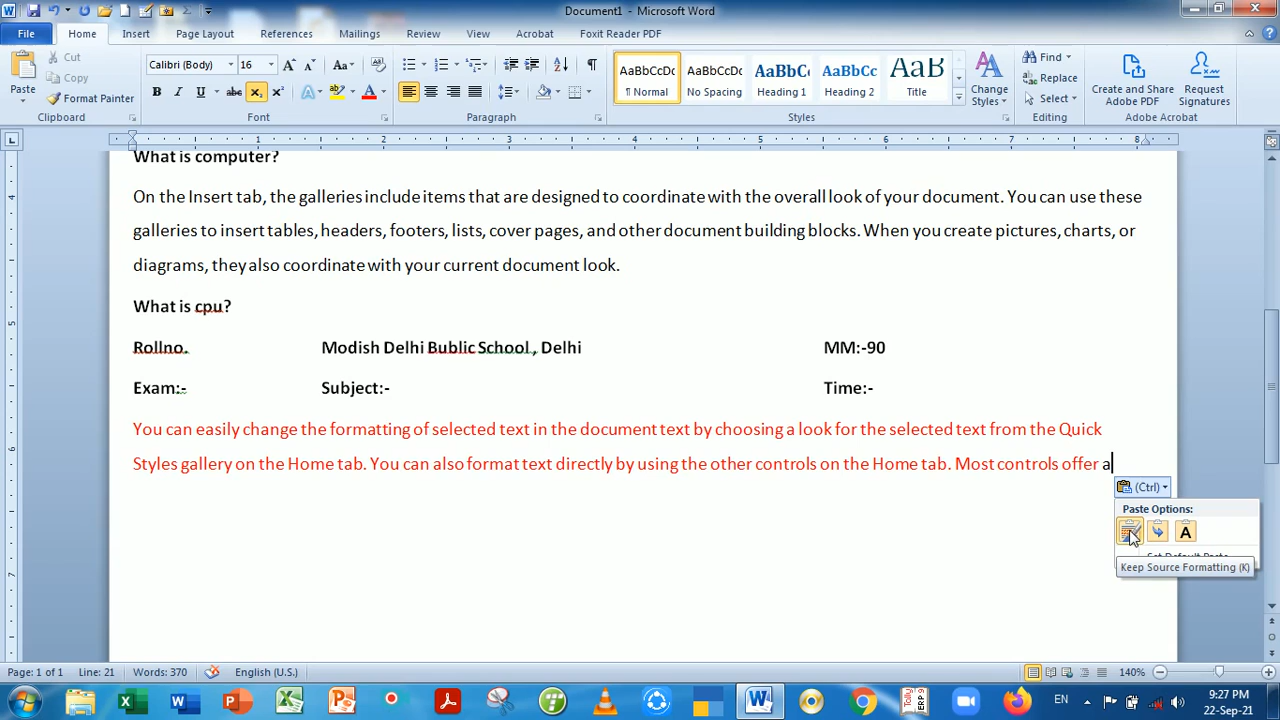 Document1 - Microsoft Word
File Home Insert Page Layout References Mailings Review View Acrobat Foxit Reader PDF
Cut
Copy
Format Painter
Paste
Clipboard
Calibri (Body) 16
Font
Paragraph
AaBbCcDc AaBbCcDc AaBbCc AaBbCc AaB
¶ Normal No Spacing Heading 1 Heading 2 Title
Change Styles
Styles
Find
Replace
Select
Editing
Create and Share Adobe PDF
Request Signatures
Adobe Acrobat
1 2 3 4 5 6 7 8
What is computer?
On the Insert tab, the galleries include items that are designed to coordinate with the overall look of your document. You can use these
galleries to insert tables, headers, footers, lists, cover pages, and other document building blocks. When you create pictures, charts, or
diagrams, they also coordinate with your current document look.
What is cpu?
Rollno. Modish Delhi Bublic School , Delhi MM:-90
Exam:- Subject:- Time:-
You can easily change the formatting of selected text in the document text by choosing a look for the selected text from the Quick
Styles gallery on the Home tab. You can also format text directly by using the other controls on the Home tab. Most controls offer a
(Ctrl)
Paste Options:
Keep Source Formatting (K)
Page: 1 of 1 Line: 21 Words: 370 English (U.S.) 140%
EN 9:27 PM
22-Sep-21